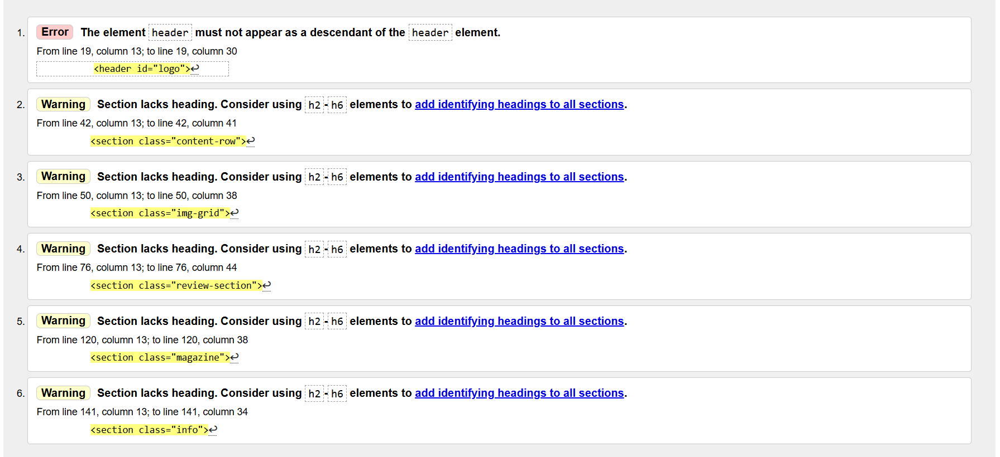 1. Error The element header must not appear as a descendant of the header element.
From line 19, column 13; to line 19, column 30
<header id="logo">↩
2. Warning Section lacks heading. Consider using h2-h6 elements to add identifying headings to all sections.
From line 42, column 13; to line 42, column 41
<section class="content-row">↩
3. Warning Section lacks heading. Consider using h2-h6 elements to add identifying headings to all sections.
From line 50, column 13; to line 50, column 38
<section class="img-grid">↩
4. Warning Section lacks heading. Consider using h2-h6 elements to add identifying headings to all sections.
From line 76, column 13; to line 76, column 44
<section class="review-section">↩
5. Warning Section lacks heading. Consider using h2-h6 elements to add identifying headings to all sections.
From line 120, column 13; to line 120, column 38
<section class="magazine">↩
6. Warning Section lacks heading. Consider using h2-h6 elements to add identifying headings to all sections.
From line 141, column 13; to line 141, column 34
<section class="info">↩